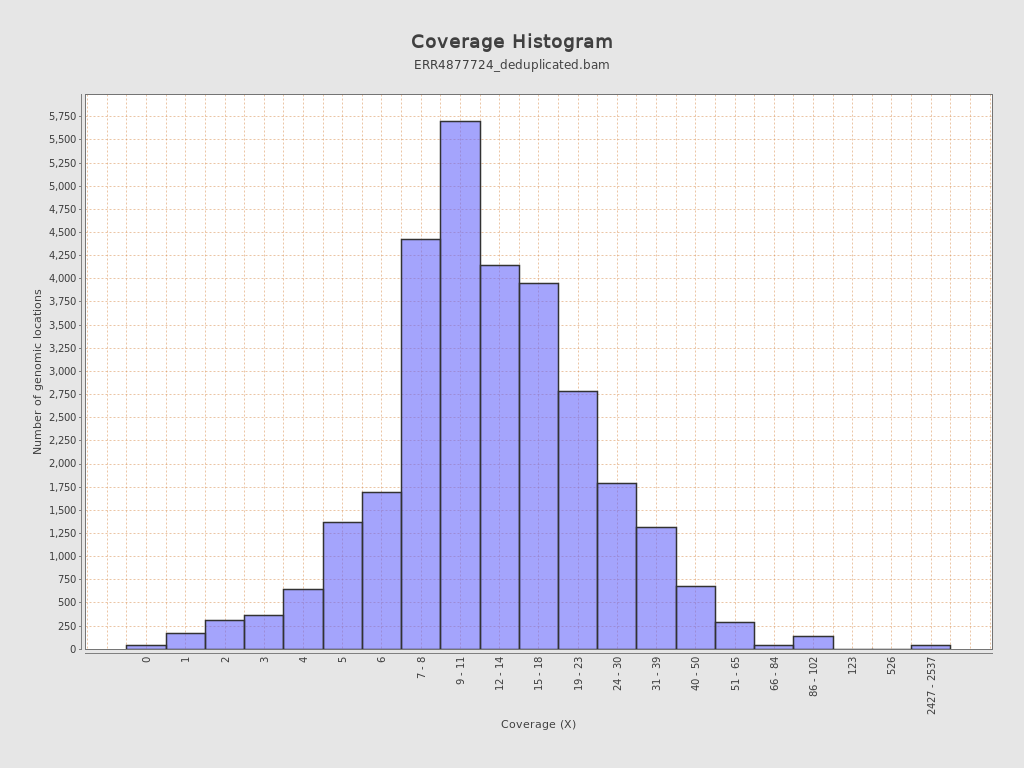 Coverage Histogram
ERR4877724_deduplicated.bam
Number of genomic locations
5,750
5,500
5,250
5,000
4,750
4,500
4,250
4,000
3,750
3,500
3,250
3,000
2,750
2,500
2,250
2,000
1,750
1,500
1,250
1,000
750
500
250
0
0
1
2
3
4
5
6
7 - 8
9 - 11
12 - 14
15 - 18
19 - 23
24 - 30
31 - 39
40 - 50
51 - 65
66 - 84
86 - 102
123
526
2427 - 2537
Coverage (X)